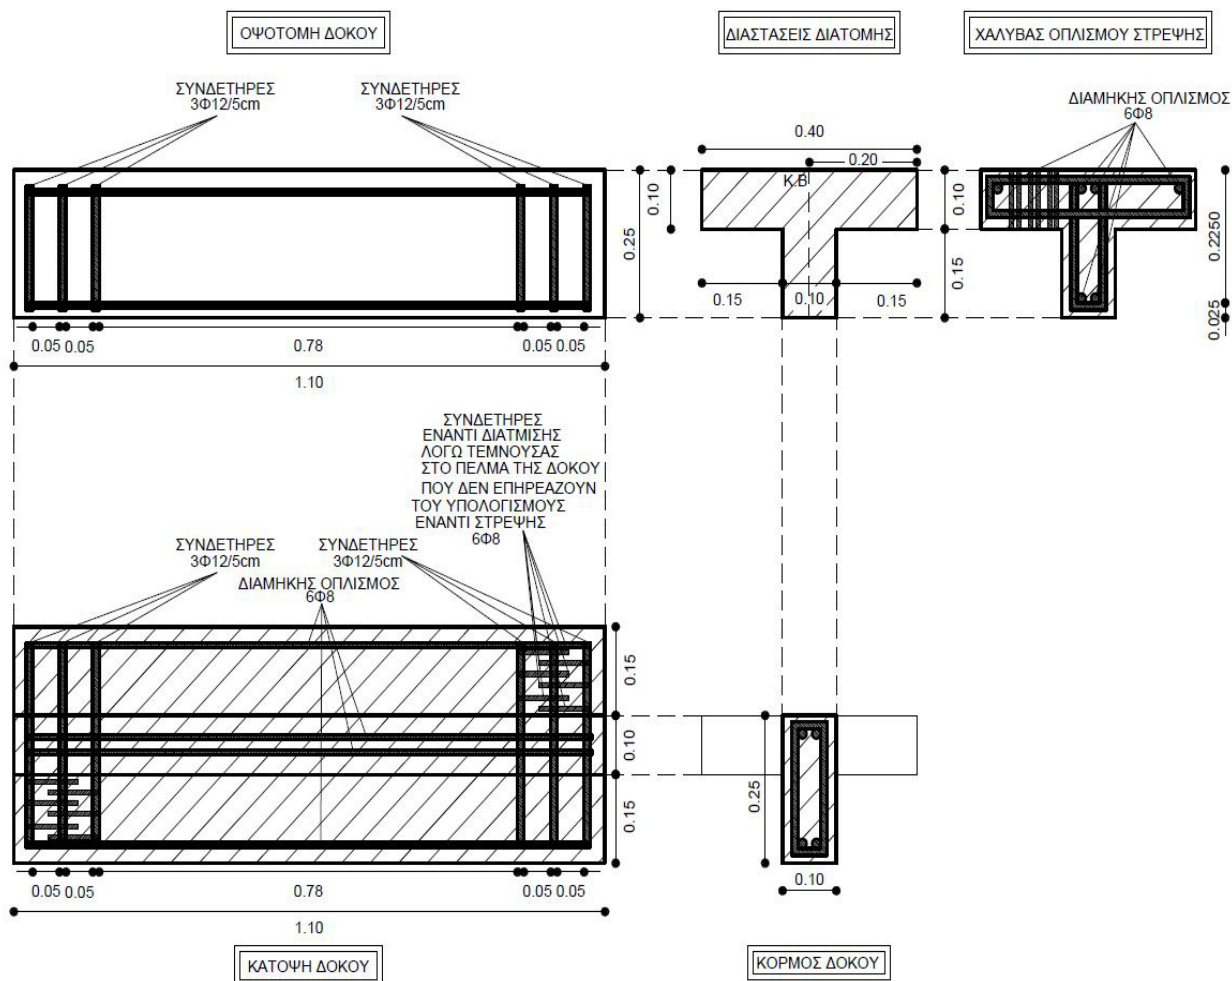 ΟΨΟΤΟΜΗ ΔΟΚΟΥ
ΔΙΑΣΤΑΣΕΙΣ ΔΙΑΤΟΜΗΣ
ΧΑΛΥΒΑΣ ΟΠΛΙΣΜΟΥ ΣΤΡΕΨΗΣ
ΣΥΝΔΕΤΗΡΕΣ
3Φ12/5cm
ΣΥΝΔΕΤΗΡΕΣ
3Φ12/5cm
ΔΙΑΜΗΚΗΣ ΟΠΛΙΣΜΟΣ
6Φ8
0.40
0.20
Κ.Β
0.10
0.25
0.10
0.15
0.2250
0.025
0.15
0.10
0.15
0.05
0.05
0.78
0.05
0.05
1.10
ΣΥΝΔΕΤΗΡΕΣ
ΕΝΑΝΤΙ ΔΙΑΤΜΙΣΗΣ
ΛΟΓΩ ΤΕΜΝΟΥΣΑΣ
ΣΤΟ ΠΕΛΜΑ ΤΗΣ ΔΟΚΟΥ
ΠΟΥ ΔΕΝ ΕΠΗΡΕΑΖΟΥΝ
ΤΟΥ ΥΠΟΛΟΓΙΣΜΟΥΣ
ΕΝΑΝΤΙ ΣΤΡΕΨΗΣ
6Φ8
ΣΥΝΔΕΤΗΡΕΣ
3Φ12/5cm
ΣΥΝΔΕΤΗΡΕΣ
3Φ12/5cm
ΔΙΑΜΗΚΗΣ ΟΠΛΙΣΜΟΣ
6Φ8
0.15
0.10
0.15
0.25
0.10
0.05
0.05
0.78
0.05
0.05
1.10
ΚΑΤΟΨΗ ΔΟΚΟΥ
ΚΟΡΜΟΣ ΔΟΚΟΥ